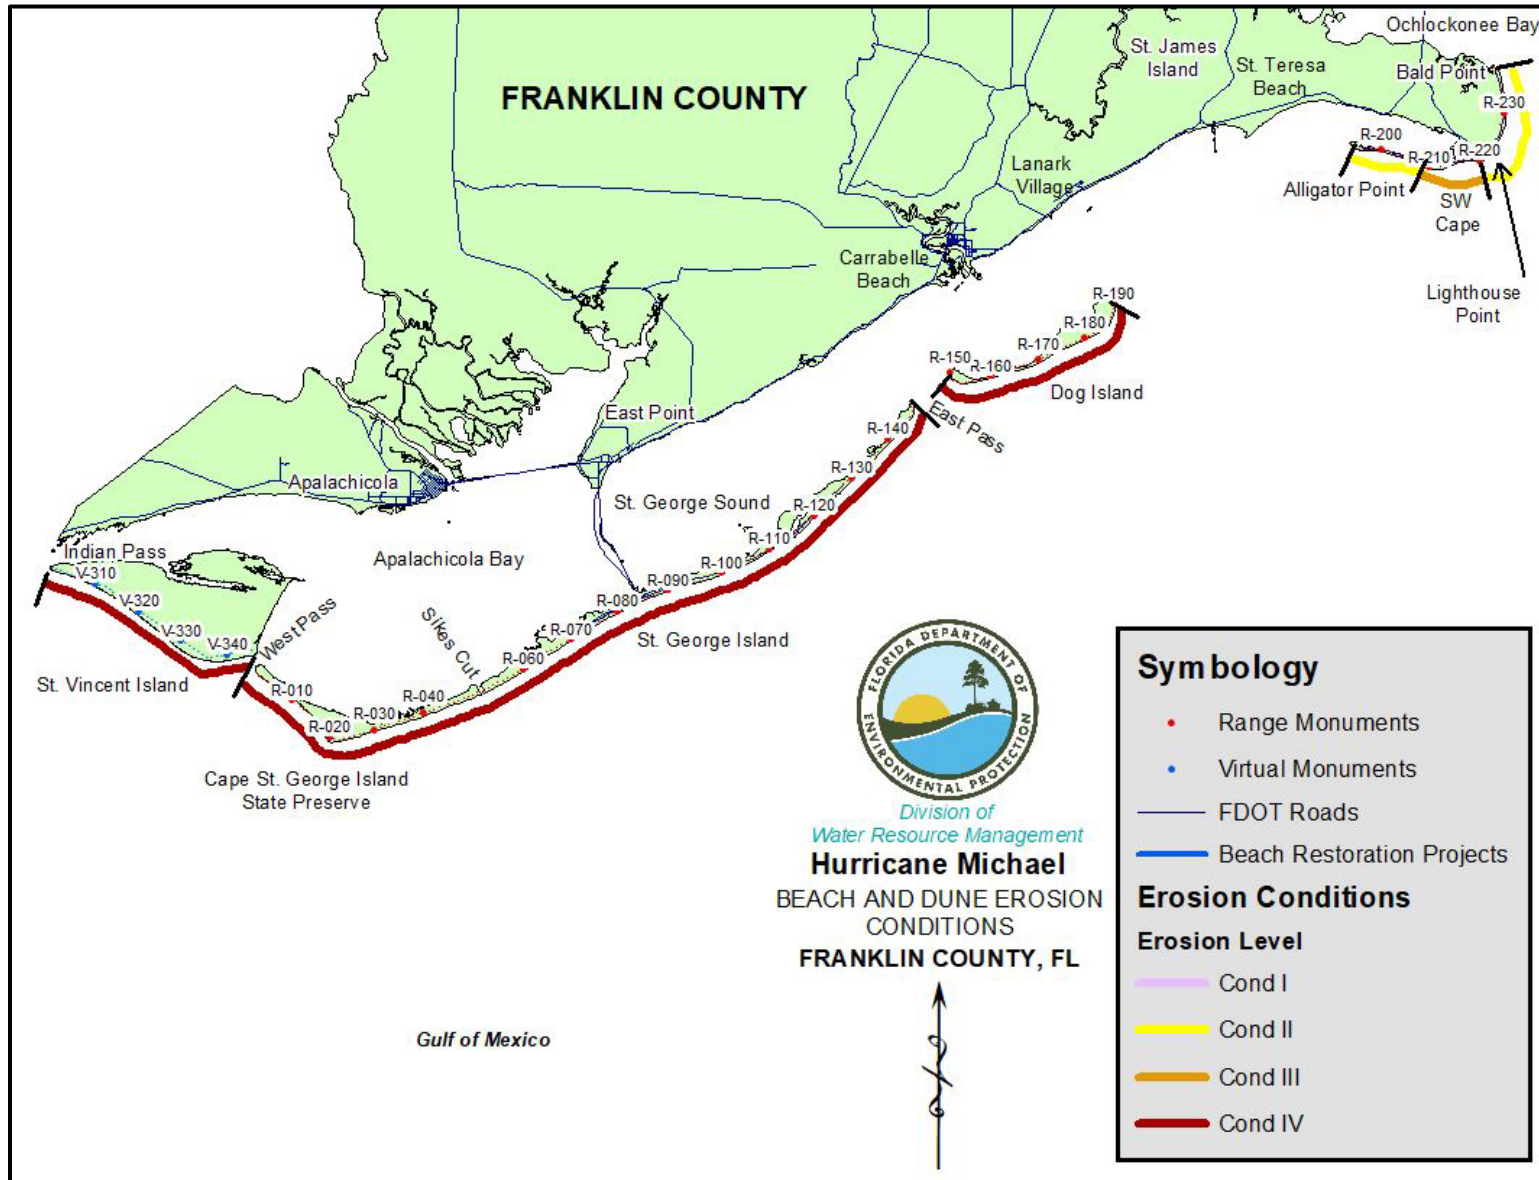 Ochlockonee Bay
St. James
Island
St. Teresa
Beach
Bald Point
FRANKLIN COUNTY
R-230
R-200
R-210
R-220
Lanark
Village
Alligator Point
SW
Cape
Carrabelle
Beach
Lighthouse
Point
R-190
R-180
R-170
R-150
R-160
Dog Island
East Pass
East Point
R-140
R-130
Apalachicola
St. George Sound
R-120
R-110
Indian Pass
Apalachicola Bay
R-100
V-310
R-090
V-320
R-080
V-330
R-070
St. George Island
V-340
West Pass
Sikes Cut
R-060
St. Vincent Island
R-010
R-040
R-030
R-020
Cape St. George Island
State Preserve
FLORIDA DEPARTMENT OF
ENVIRONMENTAL PROTECTION
Division of
Water Resource Management
Hurricane Michael
BEACH AND DUNE EROSION
CONDITIONS
FRANKLIN COUNTY, FL
Gulf of Mexico
Symbology
Range Monuments
Virtual Monuments
FDOT Roads
Beach Restoration Projects
Erosion Conditions
Erosion Level
Cond I
Cond II
Cond III
Cond IV